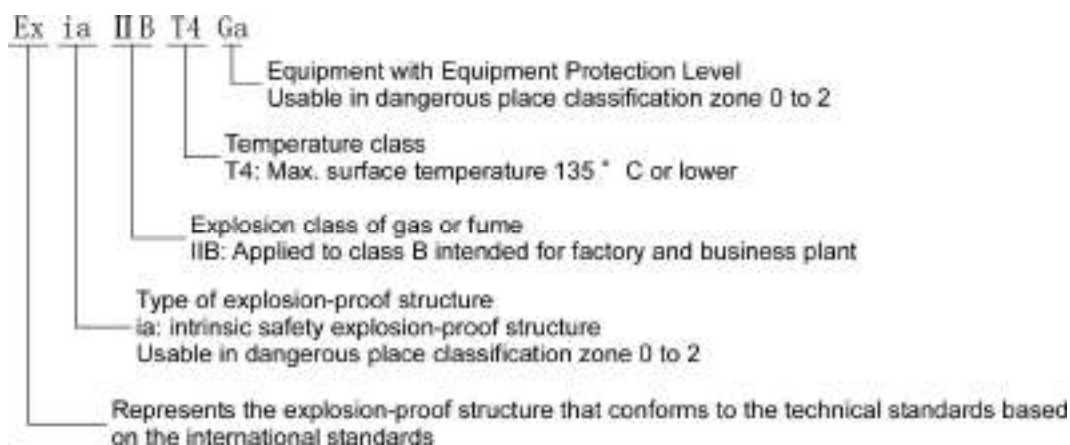 Ex ia ⅡB T4 Ga
Equipment with Equipment Protection Level
Usable in dangerous place classification zone 0 to 2
Temperature class
T4: Max. surface temperature 135 ° C or lower
Explosion class of gas or fume
IIB: Applied to class B intended for factory and business plant
Type of explosion-proof structure
ia: intrinsic safety explosion-proof structure
Usable in dangerous place classification zone 0 to 2
Represents the explosion-proof structure that conforms to the technical standards based
on the international standards